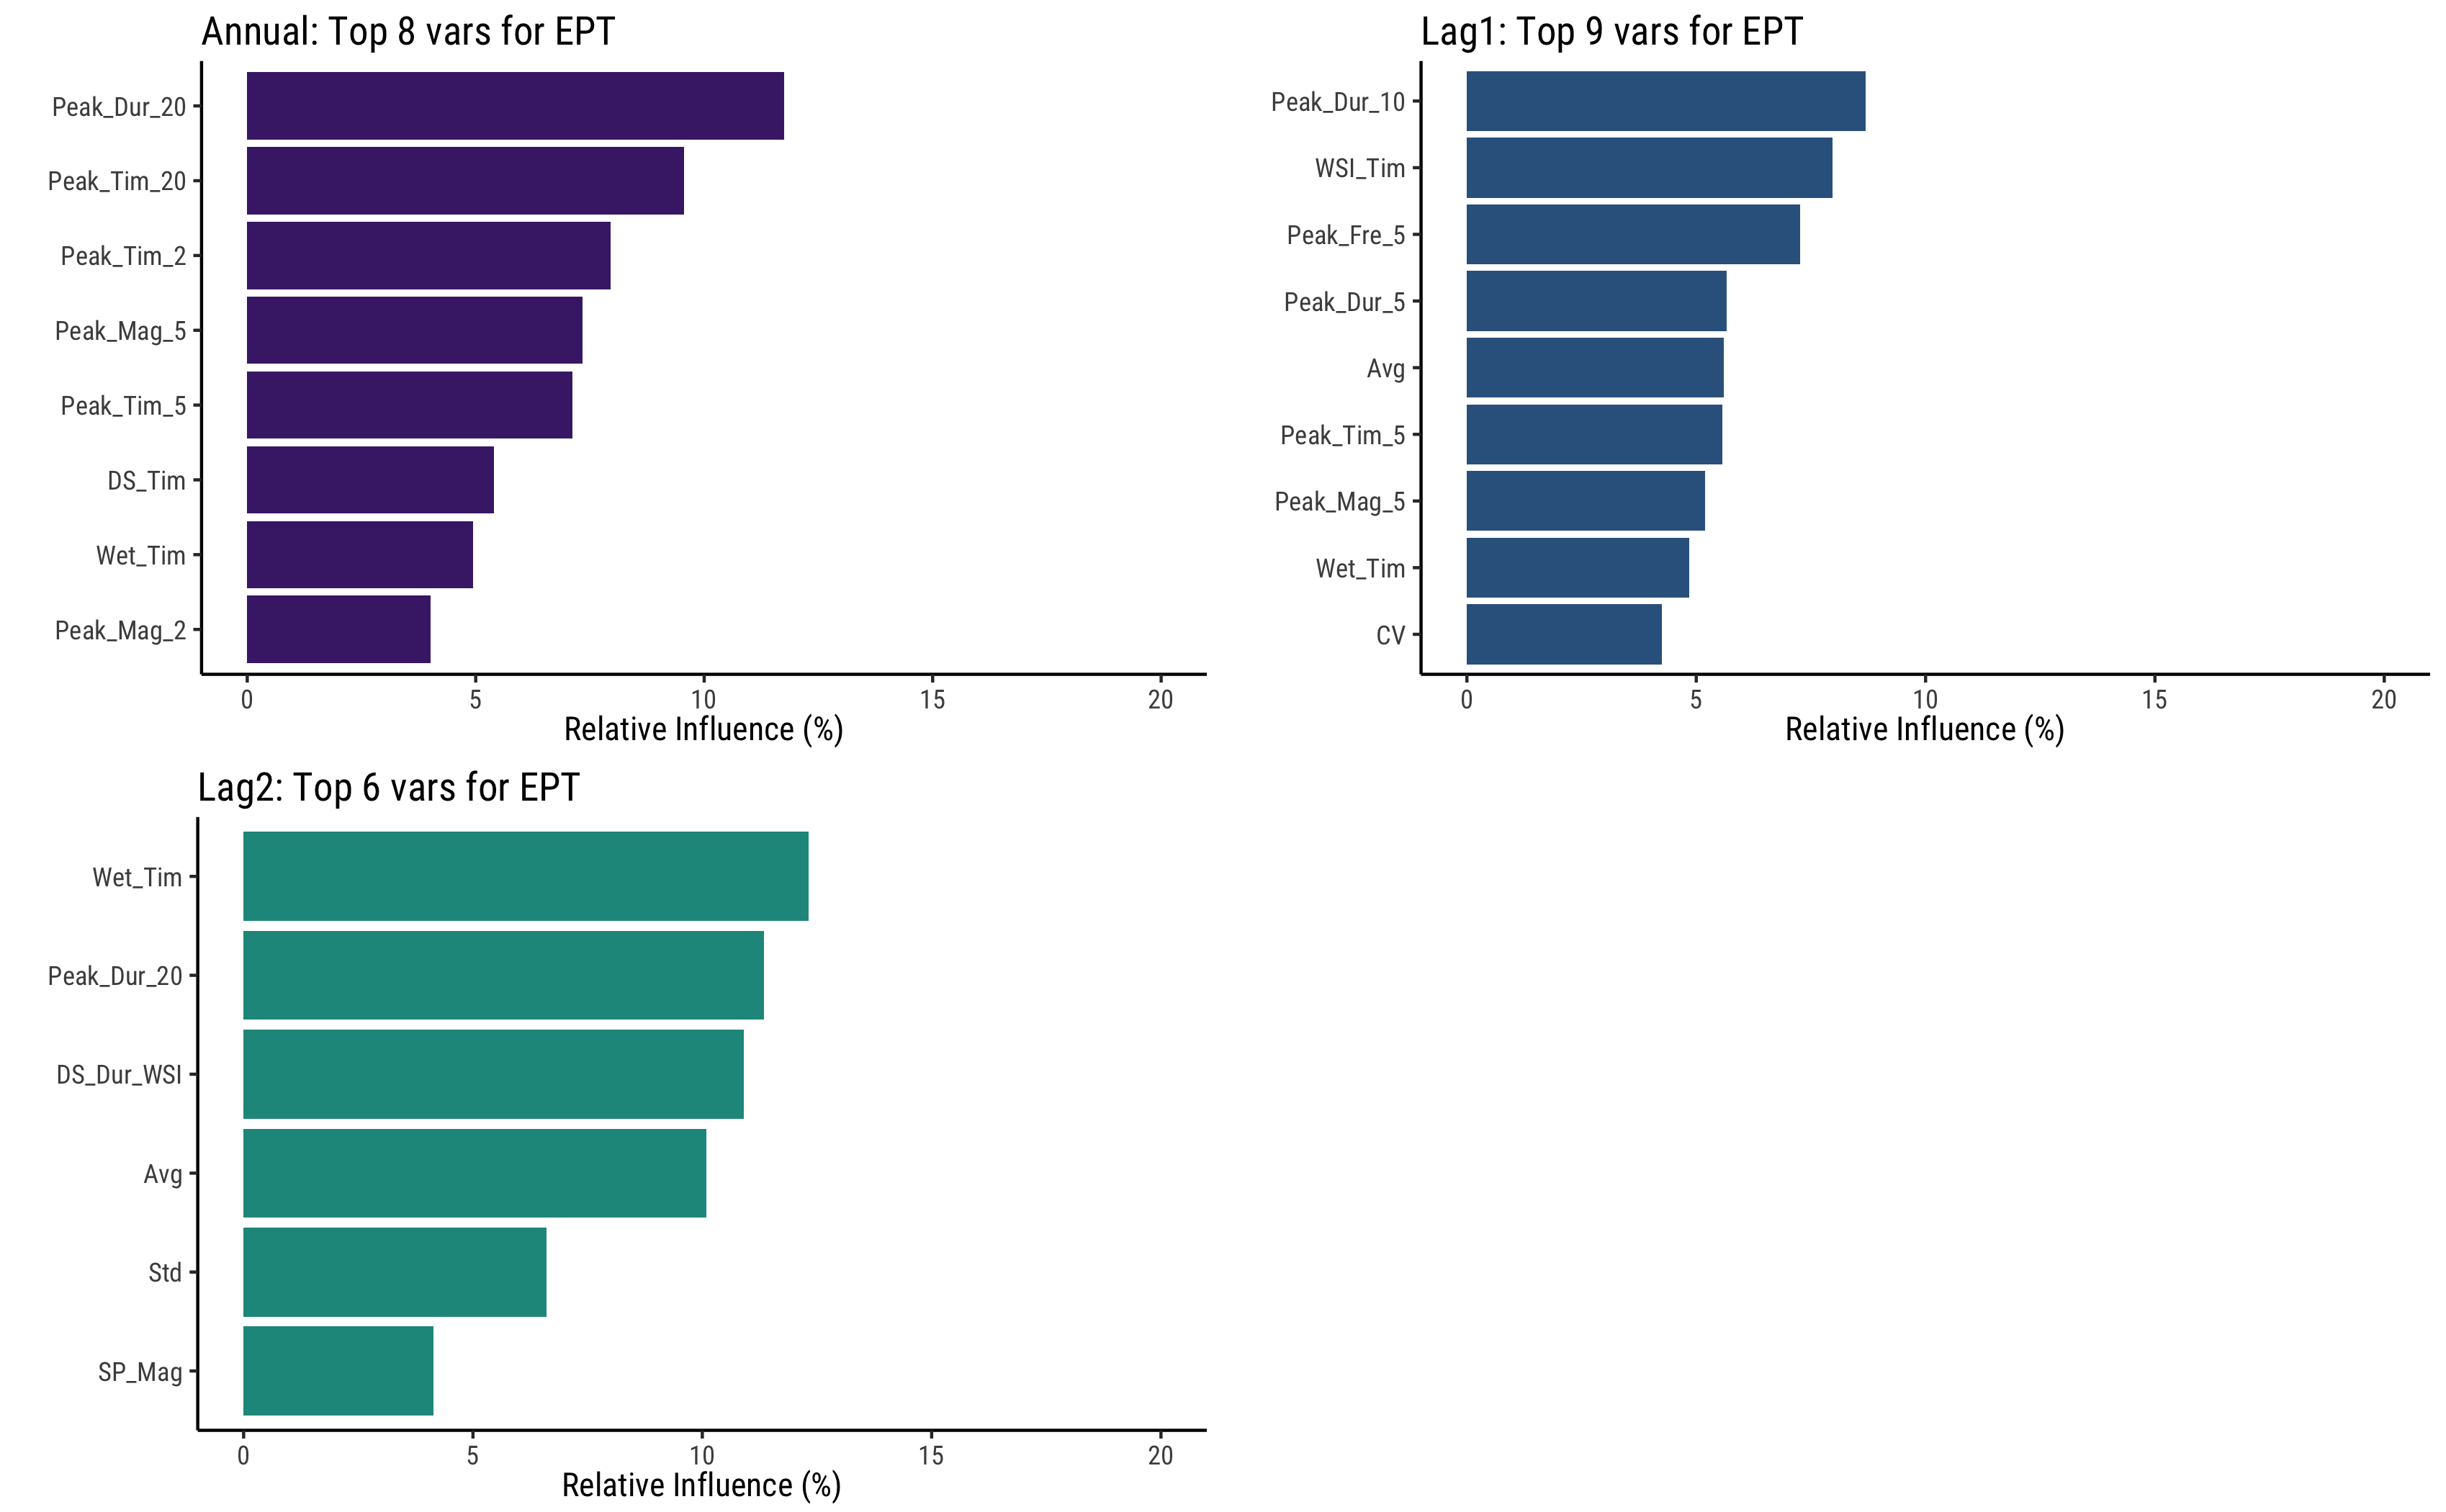 Annual: Top 8 vars for EPT
Peak_Dur_20
Peak_Tim_20
Peak_Tim_2
Peak_Mag_5
Peak_Tim_5
DS_Tim
Wet_Tim
Peak_Mag_2
0 5 10 15 20
Relative Influence (%)
Lag1: Top 9 vars for EPT
Peak_Dur_10
WSI_Tim
Peak_Fre_5
Peak_Dur_5
Avg
Peak_Tim_5
Peak_Mag_5
Wet_Tim
CV
0 5 10 15 20
Relative Influence (%)
Lag2: Top 6 vars for EPT
Wet_Tim
Peak_Dur_20
DS_Dur_WSI
Avg
Std
SP_Mag
0 5 10 15 20
Relative Influence (%)